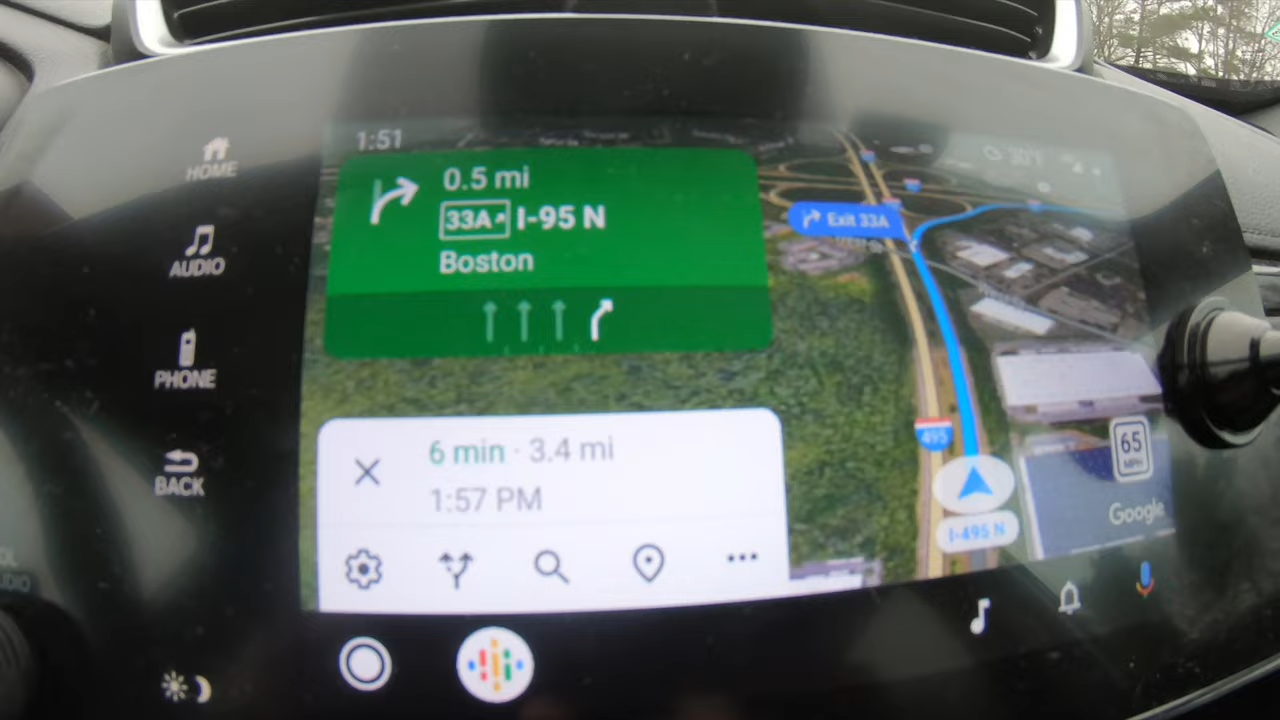 1:51
HOME
AUDIO
PHONE
BACK
0.5 mi
33A I-95 N
Boston
Exit 33A
6 min · 3.4 mi
1:57 PM
495
65
MPH
Google
I-495 N